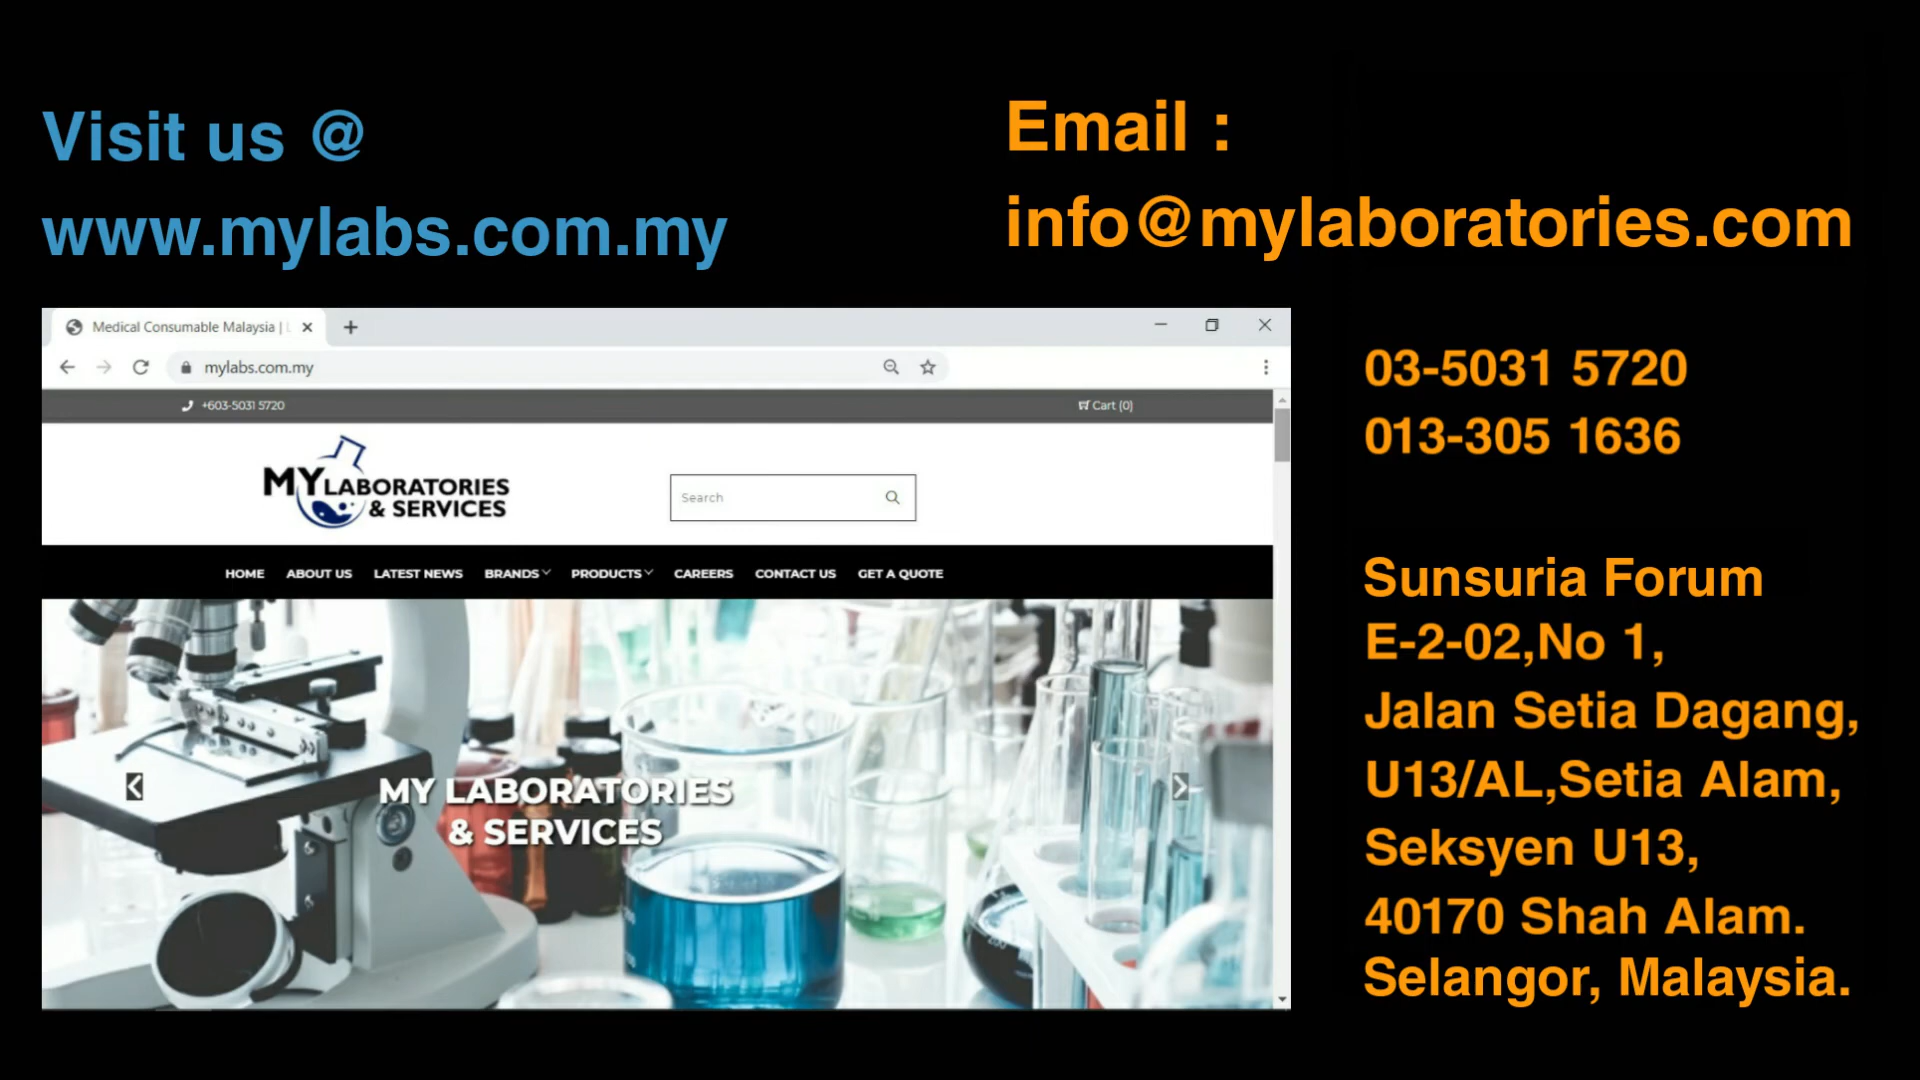 Visit us @
www.mylabs.com.my
Email :
info@mylaboratories.com
Medical Consumable Malaysia |
mylabs.com.my
+603-5031 5720
Cart (0)
MYLABORATORIES
& SERVICES
Search
HOME ABOUT US LATEST NEWS BRANDS PRODUCTS CAREERS CONTACT US GET A QUOTE
MY LABORATORIES
& SERVICES
03-5031 5720
013-305 1636
Sunsuria Forum
E-2-02,No 1,
Jalan Setia Dagang,
U13/AL,Setia Alam,
Seksyen U13,
40170 Shah Alam.
Selangor, Malaysia.